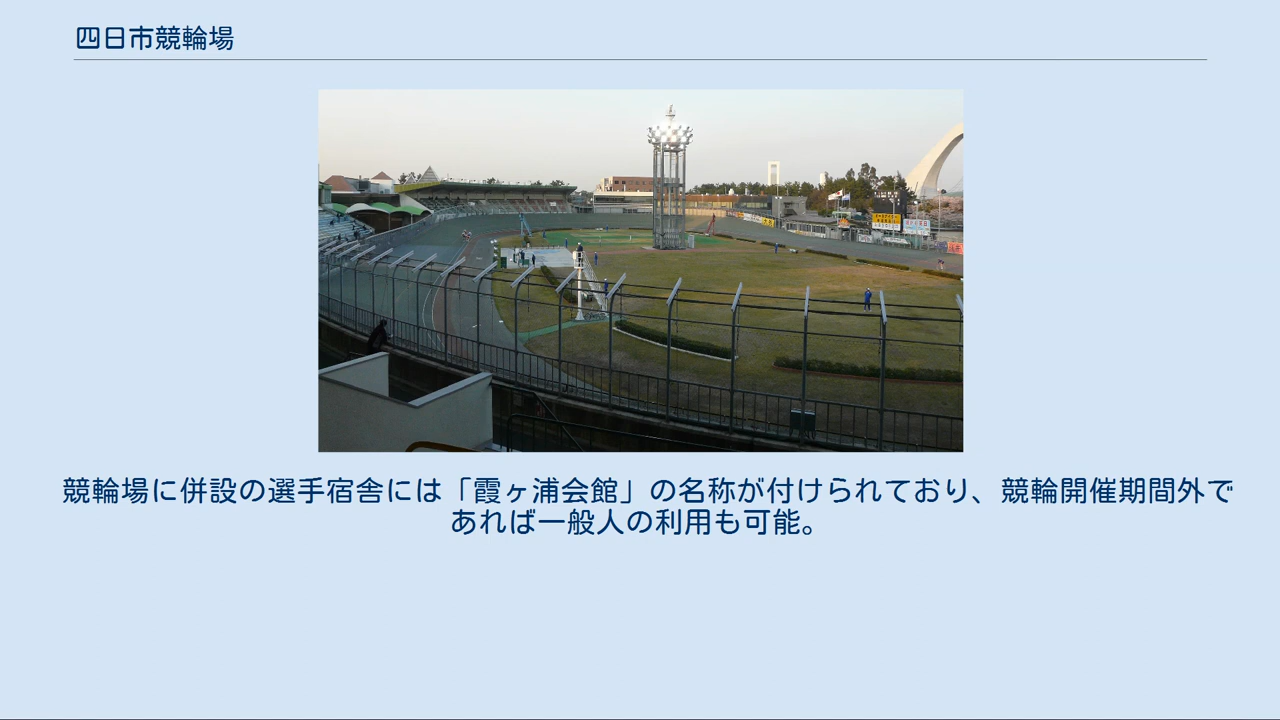 四日市競輪場
競輪場に併設の選手宿舎には「霞ヶ浦会館」の名称が付けられており、競輪開催期間外で
あれば一般人の利用も可能。